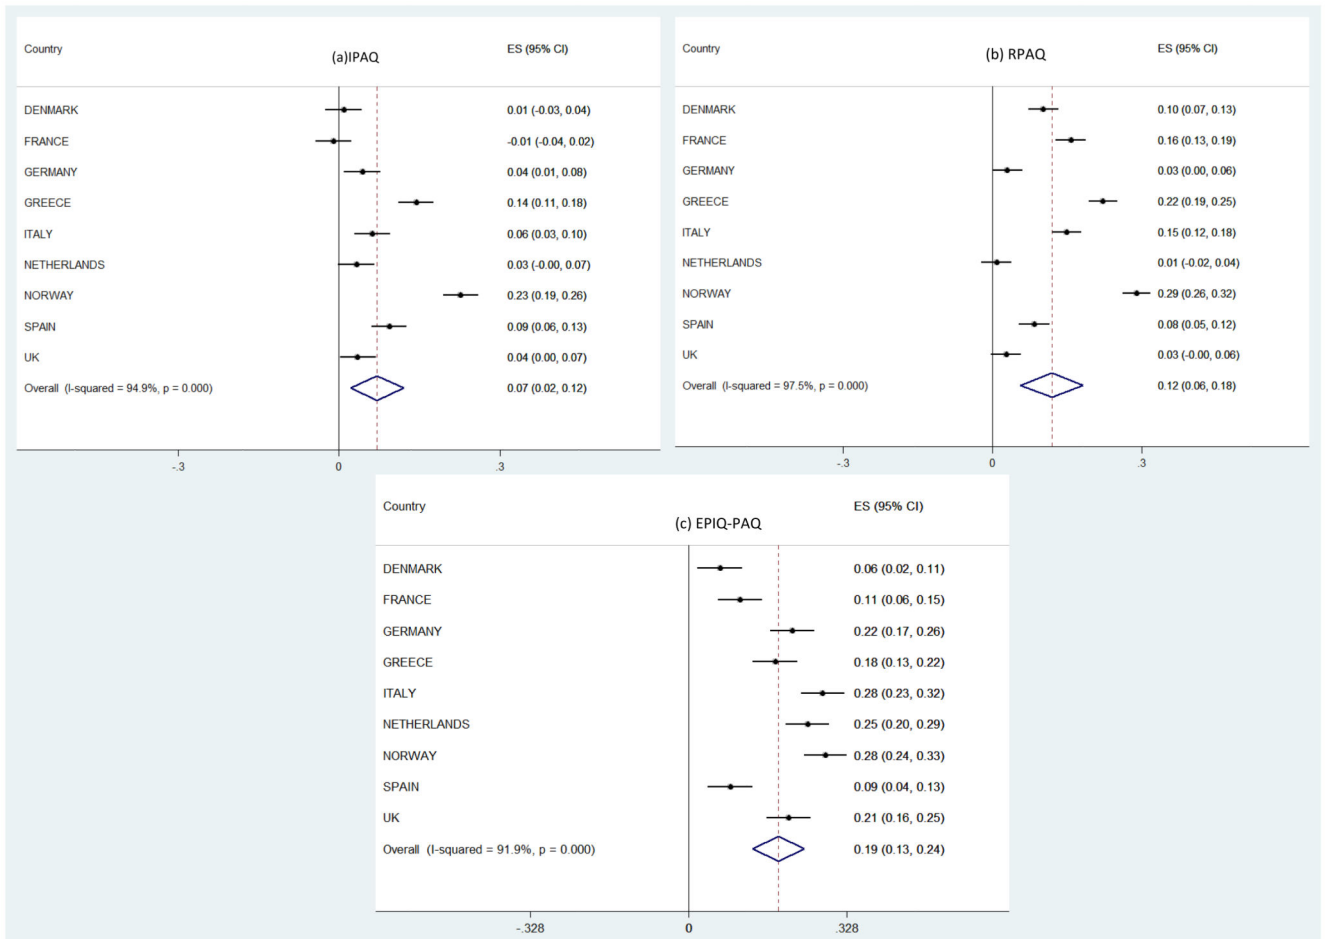 Country (a)IPAQ ES (95% CI)
DENMARK 0.01 (-0.03, 0.04)
FRANCE -0.01 (-0.04, 0.02)
GERMANY 0.04 (0.01, 0.08)
GREECE 0.14 (0.11, 0.18)
ITALY 0.06 (0.03, 0.10)
NETHERLANDS 0.03 (-0.00, 0.07)
NORWAY 0.23 (0.19, 0.26)
SPAIN 0.09 (0.06, 0.13)
UK 0.04 (0.00, 0.07)
Overall (I-squared = 94.9%, p = 0.000) 0.07 (0.02, 0.12)
-.3 0 .3
Country (b) RPAQ ES (95% CI)
DENMARK 0.10 (0.07, 0.13)
FRANCE 0.16 (0.13, 0.19)
GERMANY 0.03 (0.00, 0.06)
GREECE 0.22 (0.19, 0.25)
ITALY 0.15 (0.12, 0.18)
NETHERLANDS 0.01 (-0.02, 0.04)
NORWAY 0.29 (0.26, 0.32)
SPAIN 0.08 (0.05, 0.12)
UK 0.03 (-0.00, 0.06)
Overall (I-squared = 97.5%, p = 0.000) 0.12 (0.06, 0.18)
-.3 0 .3
Country (c) EPIQ-PAQ ES (95% CI)
DENMARK 0.06 (0.02, 0.11)
FRANCE 0.11 (0.06, 0.15)
GERMANY 0.22 (0.17, 0.26)
GREECE 0.18 (0.13, 0.22)
ITALY 0.28 (0.23, 0.32)
NETHERLANDS 0.25 (0.20, 0.29)
NORWAY 0.28 (0.24, 0.33)
SPAIN 0.09 (0.04, 0.13)
UK 0.21 (0.16, 0.25)
Overall (I-squared = 91.9%, p = 0.000) 0.19 (0.13, 0.24)
-.328 0 .328